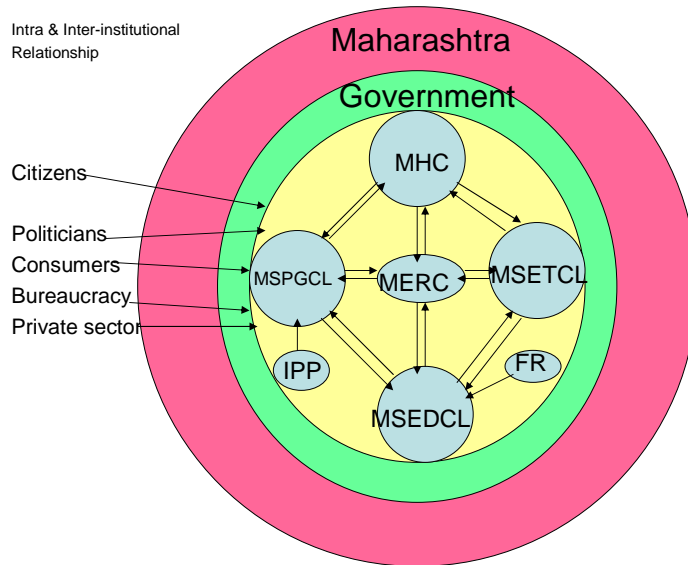 Intra & Inter-institutional
Relationship
Maharashtra
Government
MHC
Citizens
Politicians
Consumers
Bureaucracy
Private sector
MSPGCL
MERC
MSETCL
IPP
FR
MSEDCL